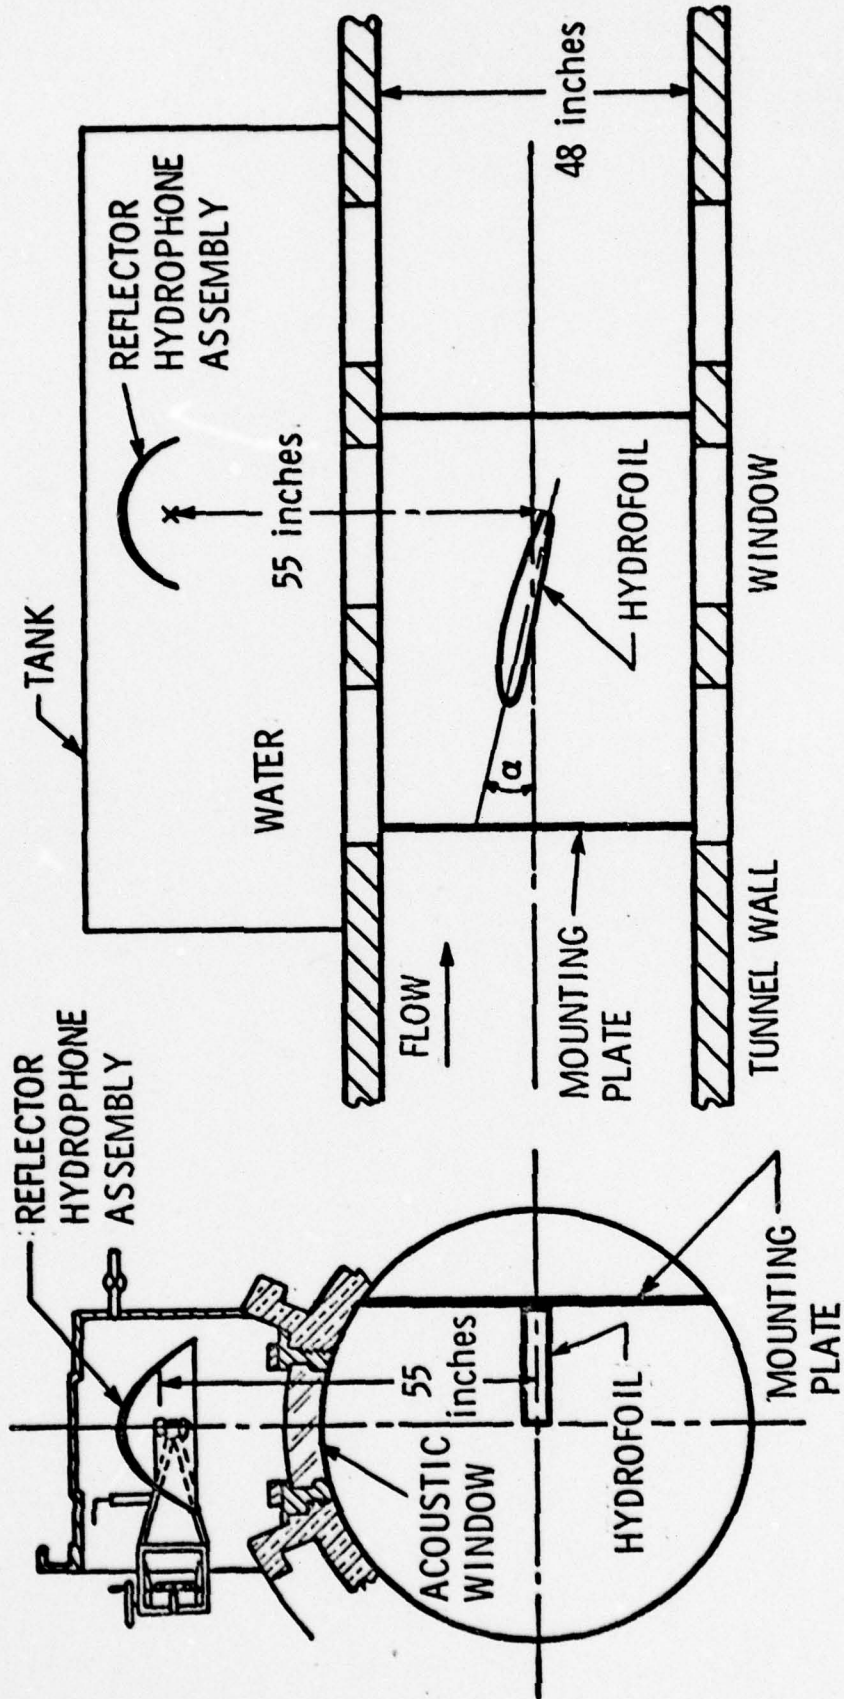 REFLECTOR
HYDROPHONE
ASSEMBLY
55
inches
ACOUSTIC
WINDOW
HYDROFOIL
MOUNTING
PLATE
TANK
REFLECTOR
HYDROPHONE
ASSEMBLY
WATER
55 inches
FLOW
48 inches
α
HYDROFOIL
MOUNTING
PLATE
TUNNEL WALL
WINDOW